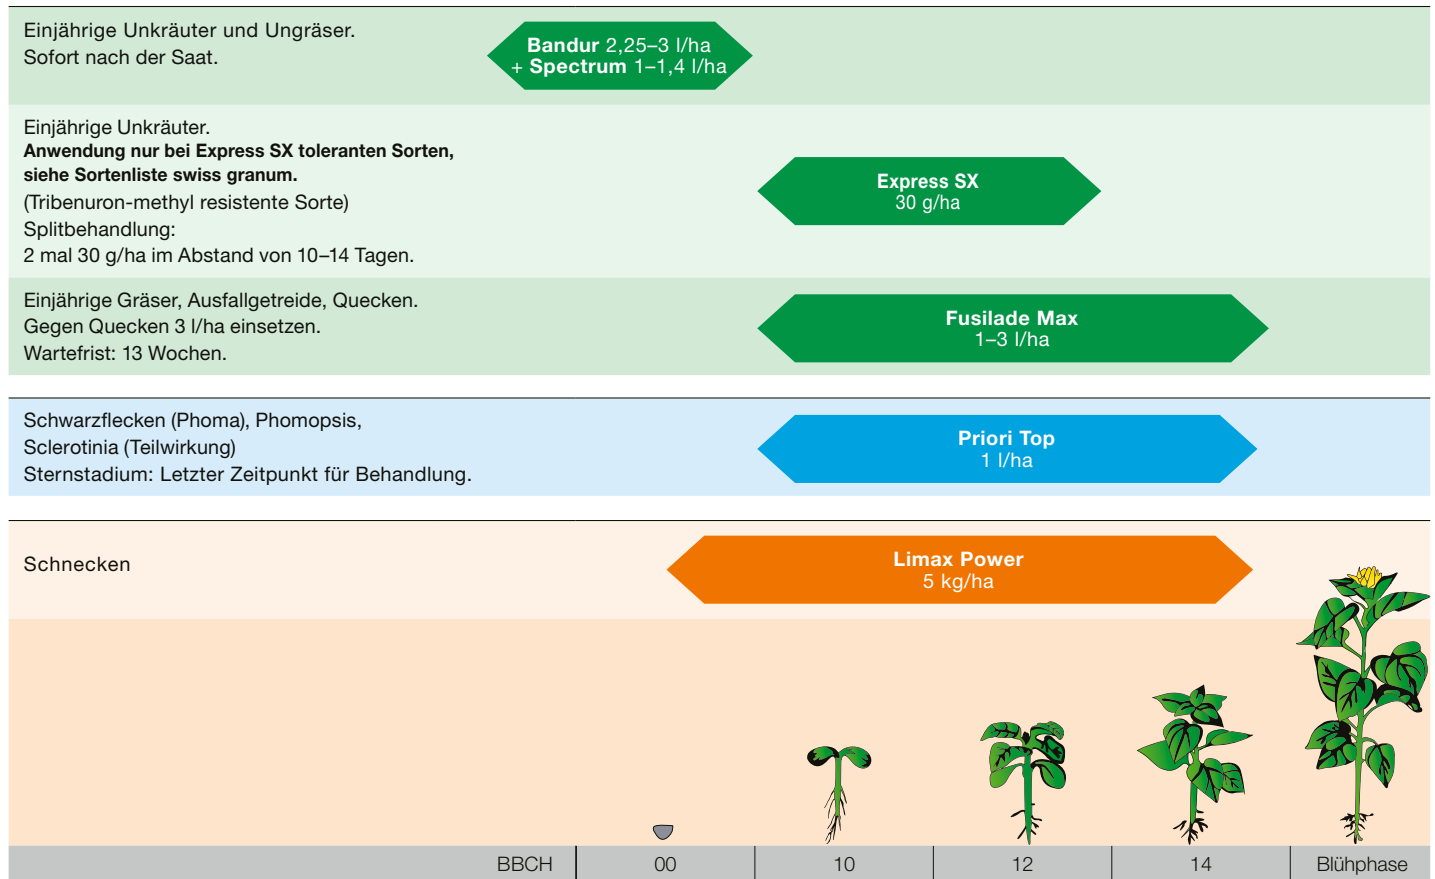 Einjährige Unkräuter und Ungräser.
Sofort nach der Saat.
Bandur 2,25–3 l/ha
+ Spectrum 1–1,4 l/ha
Einjährige Unkräuter.
Anwendung nur bei Express SX toleranten Sorten,
siehe Sortenliste swiss granum.
(Tribenuron-methyl resistente Sorte)
Splitbehandlung:
2 mal 30 g/ha im Abstand von 10–14 Tagen.
Express SX
30 g/ha
Einjährige Gräser, Ausfallgetreide, Quecken.
Gegen Quecken 3 l/ha einsetzen.
Wartefrist: 13 Wochen.
Fusilade Max
1–3 l/ha
Schwarzflecken (Phoma), Phomopsis,
Sclerotinia (Teilwirkung)
Sternstadium: Letzter Zeitpunkt für Behandlung.
Priori Top
1 l/ha
Schnecken
Limax Power
5 kg/ha
BBCH 00 10 12 14 Blühphase